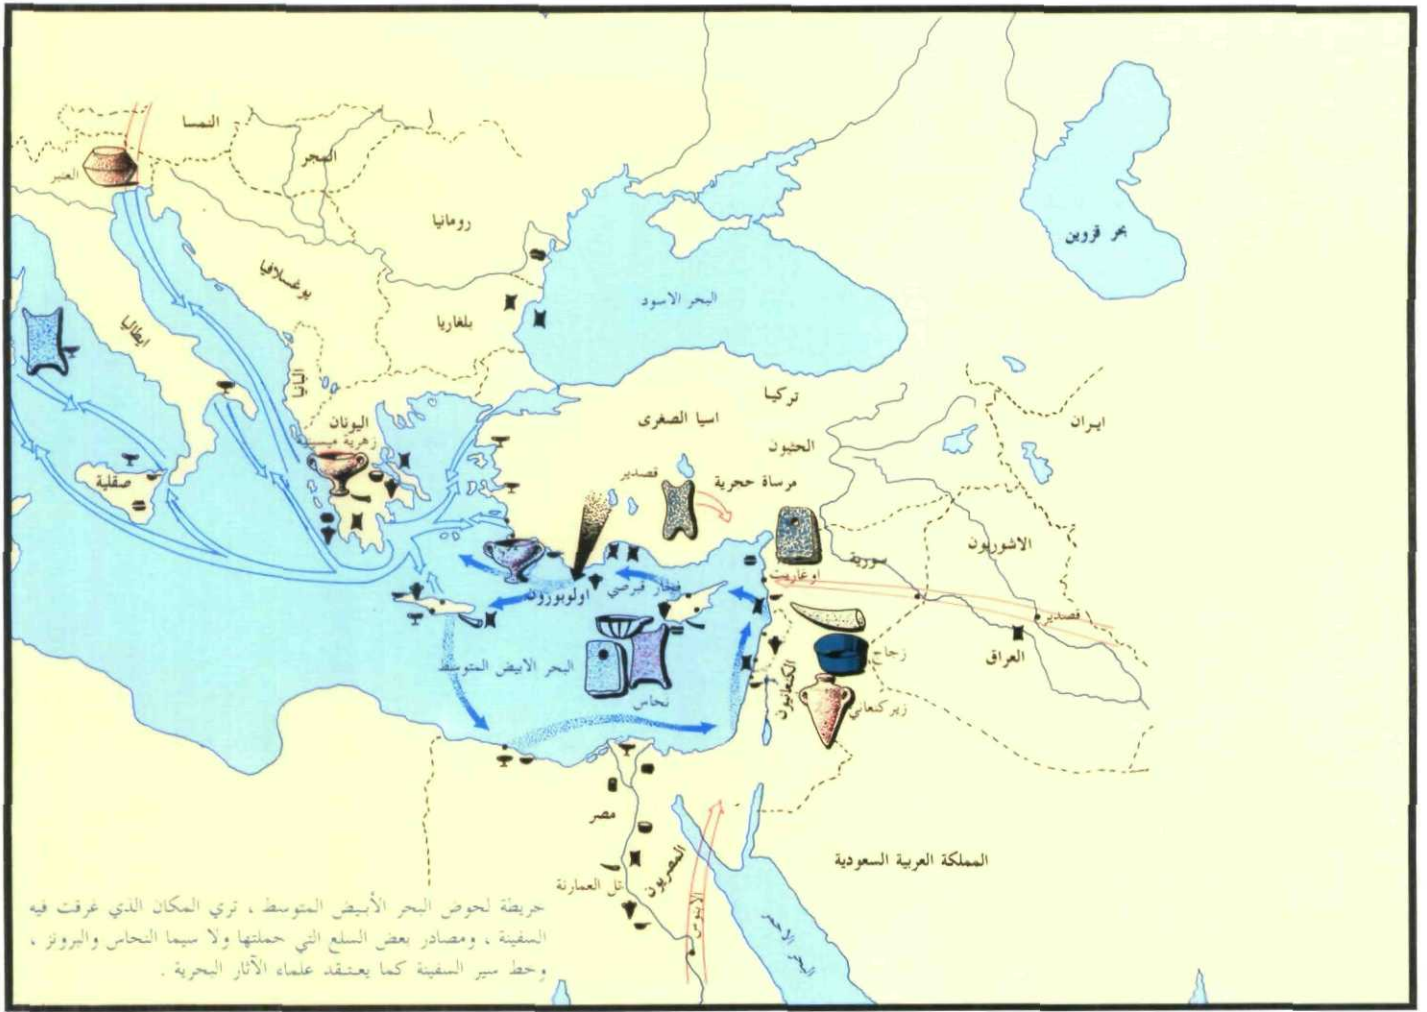 النمسا
المجر
العنبر
رومانيا
بحر قزوين
يوغسلافيا
البحر الاسود
بلغاريا
ايطاليا
البانيا
تركيا
اليونان
اسيا الصغرى
ايران
زهرية
الحثيون
قصدير
مرساة حجرية
صقلية
الاشوريون
سورية
اوغاريت
فخار قبرصي
اولوبورون
قصدير
العراق
زجاج
البحر الابيض المتوسط
الكنعانيون
نحاس
زير كنعاني
مصر
المصريون
المملكة العربية السعودية
تل العمارنة
الابنوس
البحر الاحمر
خريطة لحوض البحر الأبيض المتوسط ، تري المكان الذي غرقت فيه
السفينة ، ومصادر بعض السلع التي حملتها ولا سيما النحاس والبرونز ،
وخط سير السفينة كما يعتقد علماء الآثار البحرية .